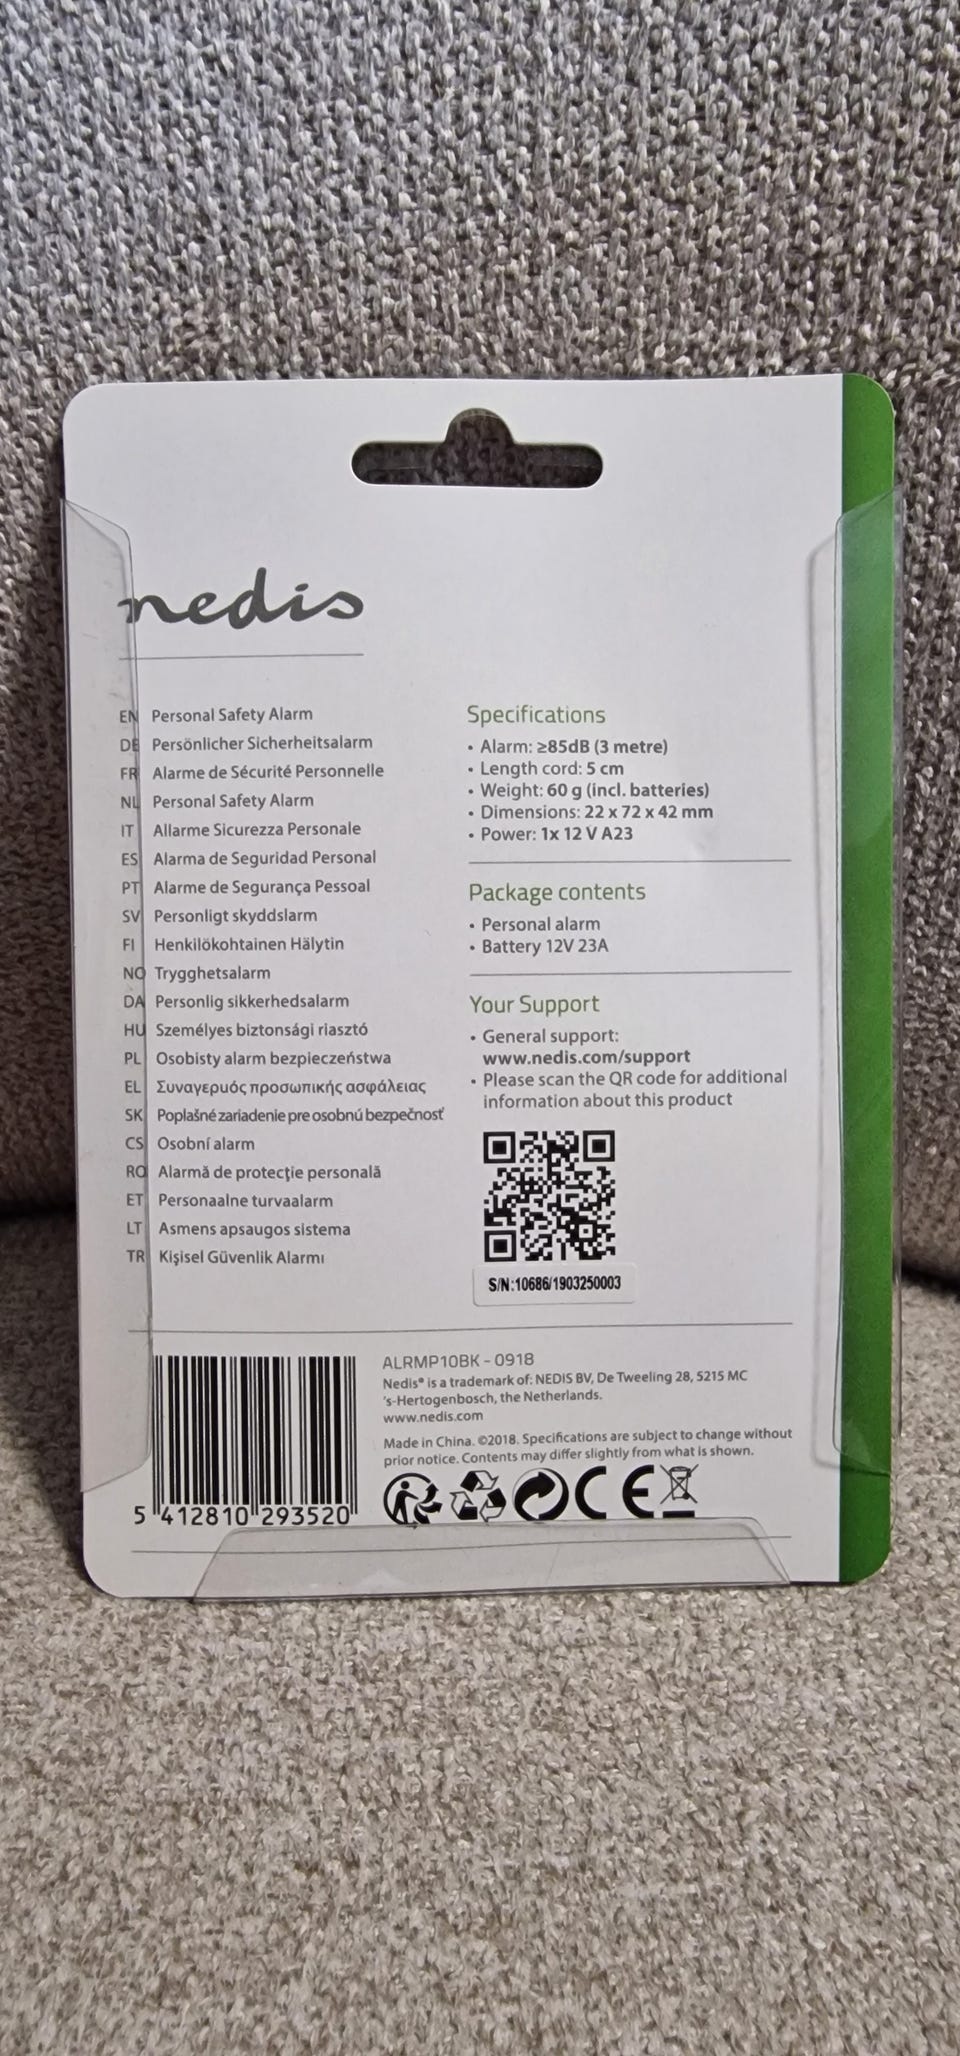 nedis
EN Personal Safety Alarm
DE Persönlicher Sicherheitsalarm
FR Alarme de Sécurité Personnelle
NL Personal Safety Alarm
IT Allarme Sicurezza Personale
ES Alarma de Seguridad Personal
PT Alarme de Segurança Pessoal
SV Personligt skyddslarm
FI Henkilökohtainen Hälytin
NO Trygghetsalarm
DA Personlig sikkerhedsalarm
HU Személyes biztonsági riasztó
PL Osobisty alarm bezpieczeństwa
EL Συναγερυός προσωπικής ασφάλειας
SK Poplašné zariadenie pre osobnú bezpečnosť
CS Osobní alarm
RO Alarmă de protecţie personală
ET Personaalne turvaalarm
LT Asmens apsaugos sistema
TR Kişisel Güvenlik Alarmı
Specifications
• Alarm: ≥85dB (3 metre)
• Length cord: 5 cm
• Weight: 60 g (incl. batteries)
• Dimensions: 22 x 72 x 42 mm
• Power: 1x 12 V A23
Package contents
• Personal alarm
• Battery 12V 23A
Your Support
• General support:
www.nedis.com/support
• Please scan the QR code for additional
information about this product
S/N:10686/1903250003
ALRMP10BK - 0918
Nedis® is a trademark of: NEDIS BV, De Tweeling 28, 5215 MC
's-Hertogenbosch, the Netherlands.
www.nedis.com
Made in China. ©2018. Specifications are subject to change without
prior notice. Contents may differ slightly from what is shown.
CE
5 412810 293520